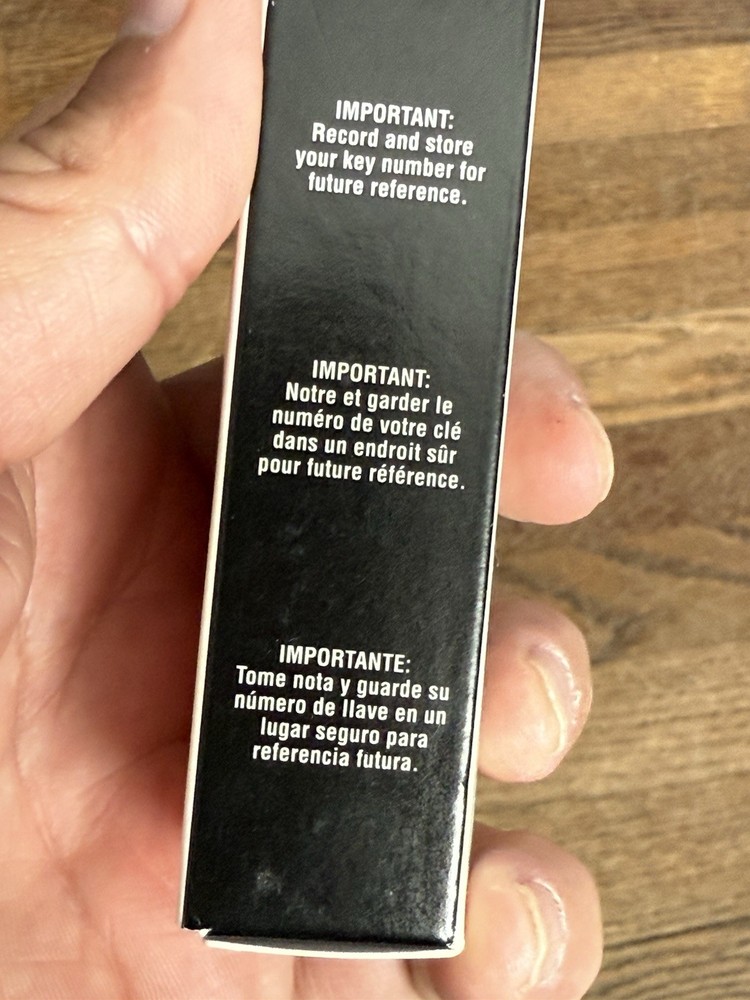 IMPORTANT:
Record and store
your key number for
future reference.
IMPORTANT:
Notre et garder le
numéro de votre clé
dans un endroit sûr
pour future référence.
IMPORTANTE:
Tome nota y guarde su
número de llave en un
lugar seguro para
referencia futura.